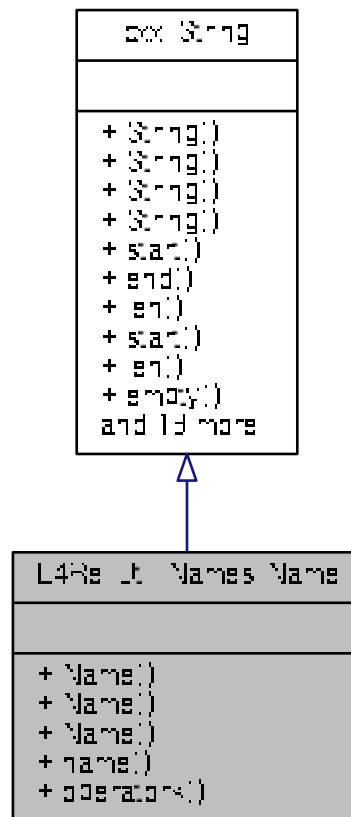 cxx::String
+ String()
+ String()
+ String()
+ String()
+ start()
+ end()
+ len()
+ start()
+ len()
+ empty()
and 19 more...
L4Re::Util::Names::Name
+ Name()
+ Name()
+ Name()
+ name()
+ operator<()